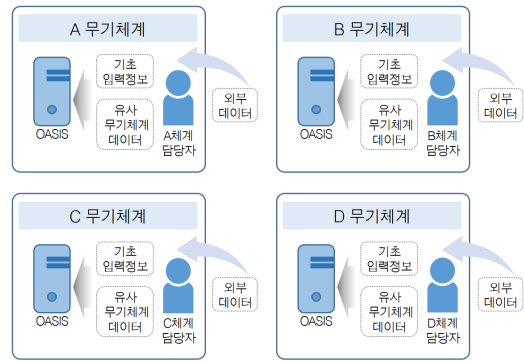 A 무기체계
기초
입력정보
유사
무기체계
데이터
OASIS
A체계
담당자
외부
데이터
B 무기체계
기초
입력정보
유사
무기체계
데이터
OASIS
B체계
담당자
외부
데이터
C 무기체계
기초
입력정보
유사
무기체계
데이터
OASIS
C체계
담당자
외부
데이터
D 무기체계
기초
입력정보
유사
무기체계
데이터
OASIS
D체계
담당자
외부
데이터